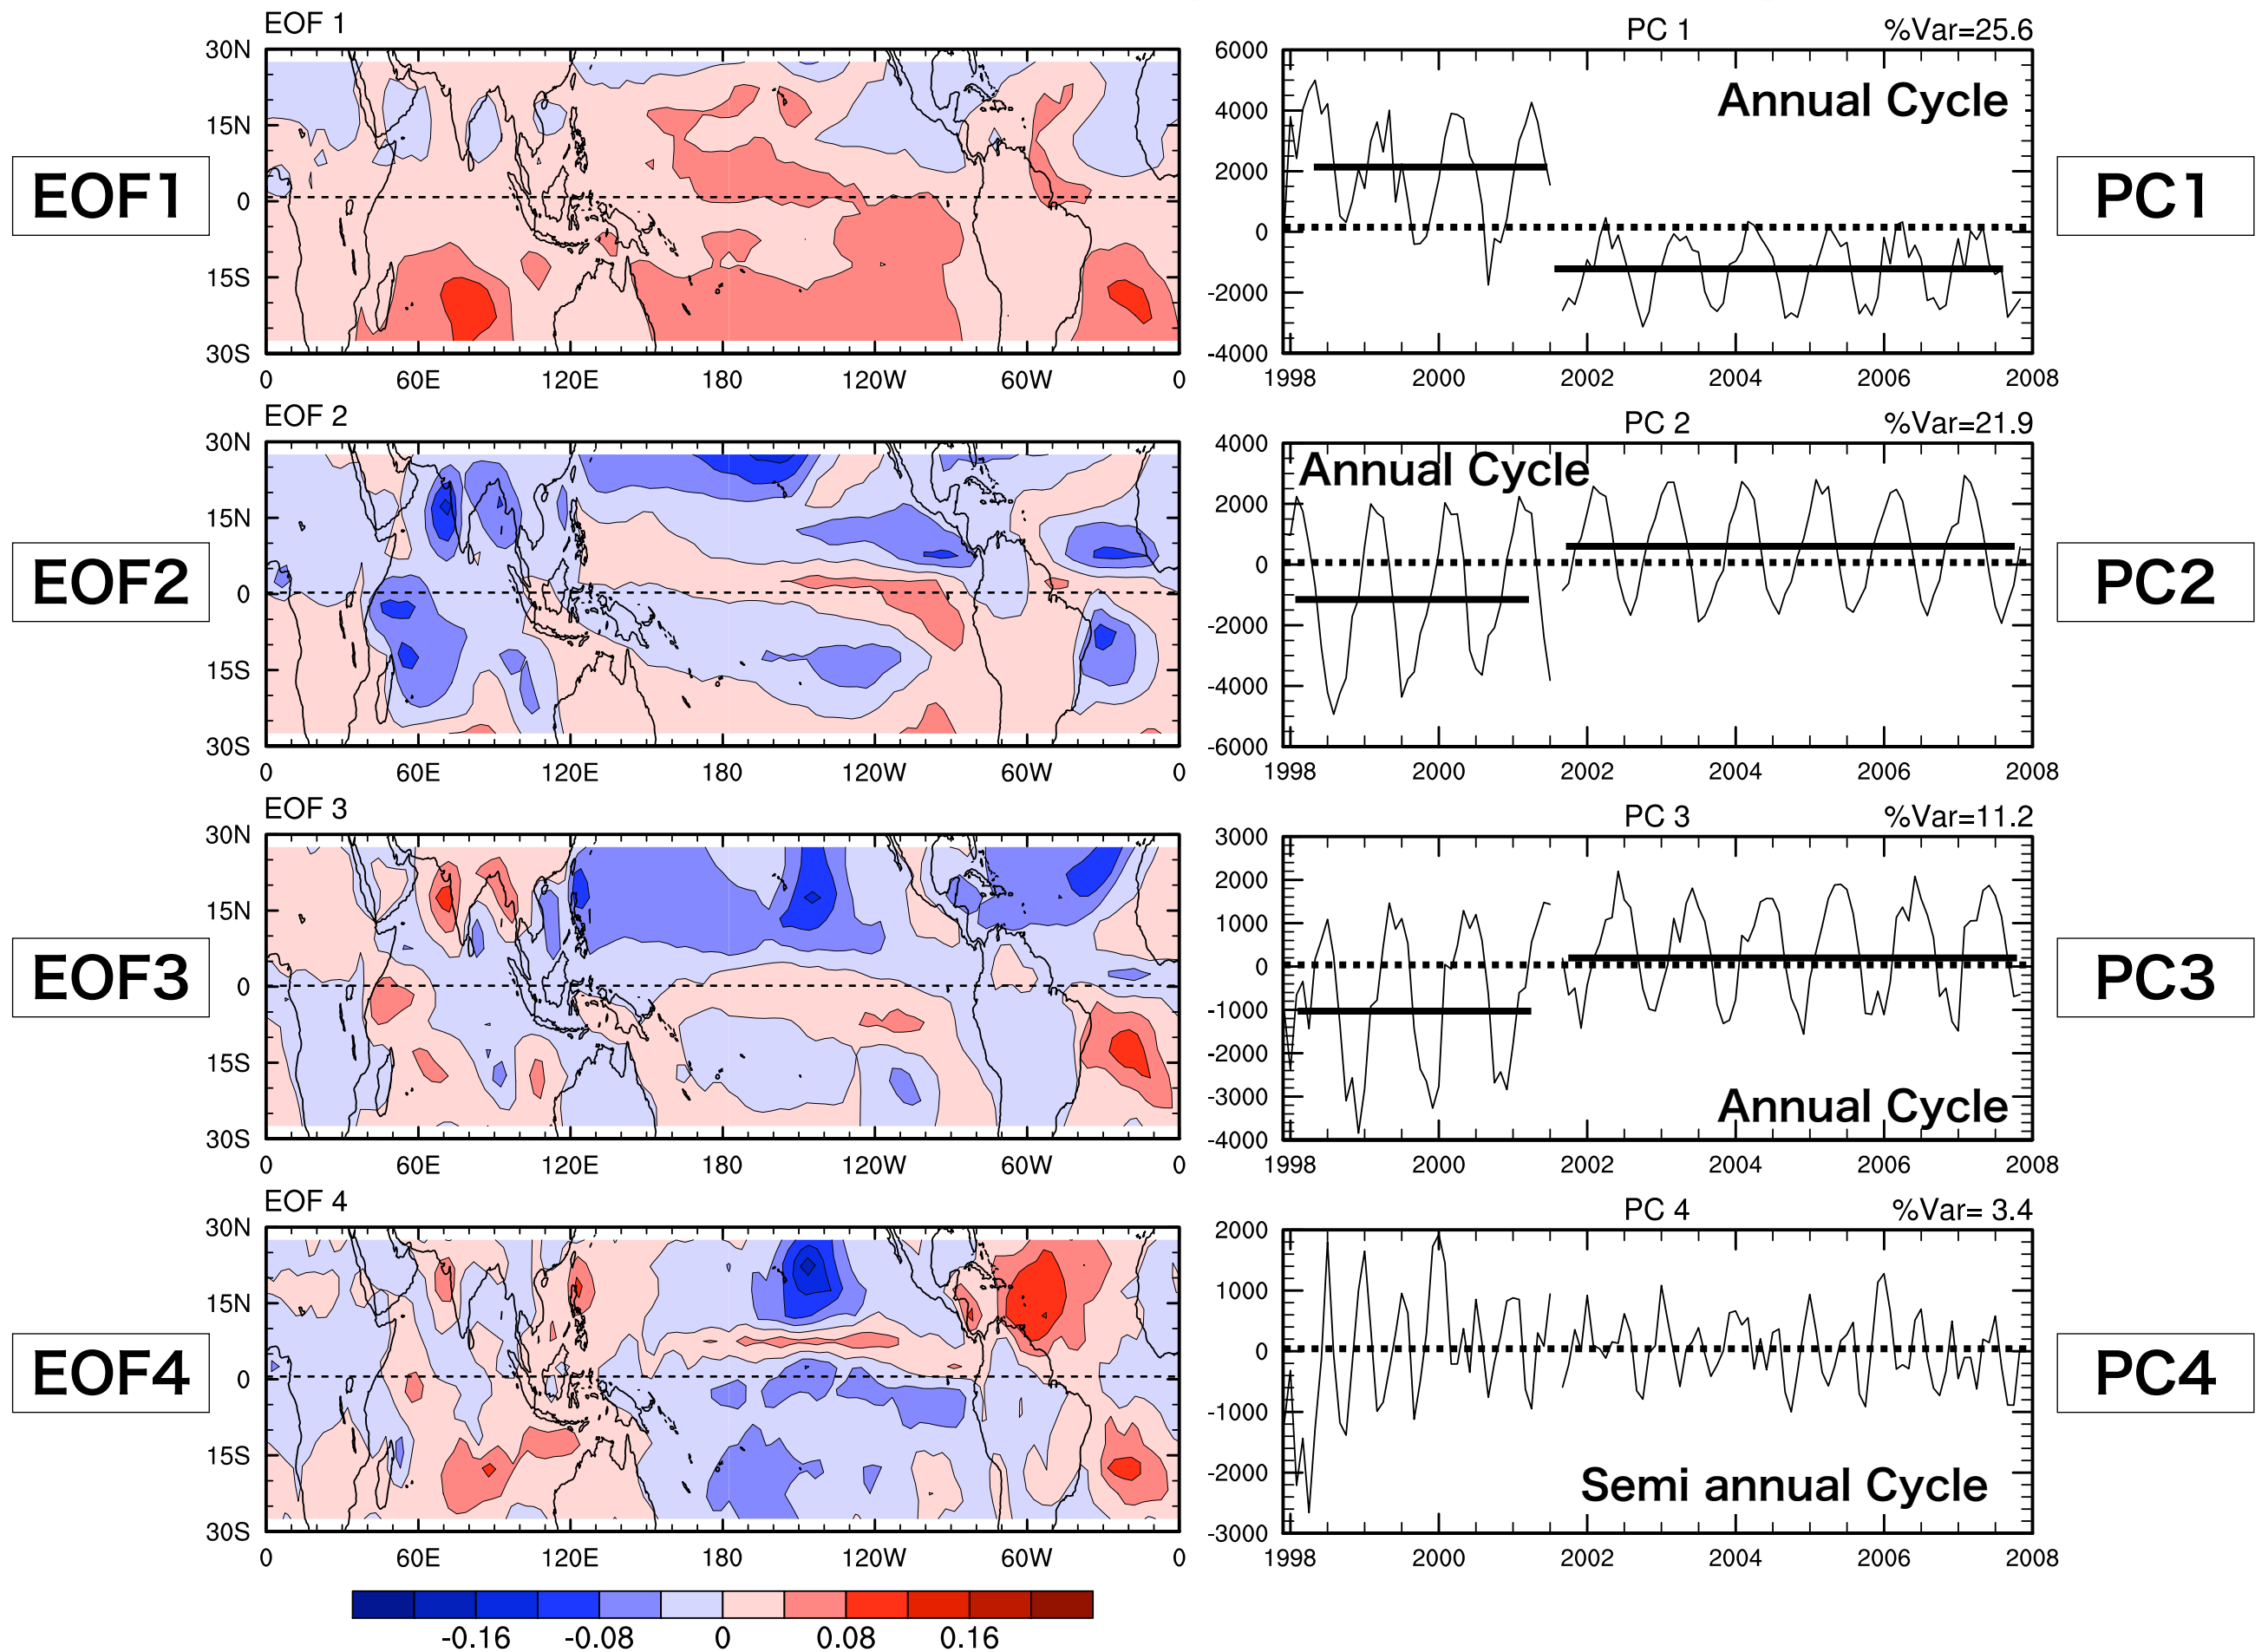 EOF 1
PC 1 %Var=25.6
30N
15N
0
15S
30S
0 60E 120E 180 120W 60W 0
EOF1
6000
4000
2000
0
-2000
-4000
1998 2000 2002 2004 2006 2008
Annual Cycle
PC1
EOF 2
PC 2 %Var=21.9
30N
15N
0
15S
30S
0 60E 120E 180 120W 60W 0
EOF2
4000
2000
0
-2000
-4000
-6000
1998 2000 2002 2004 2006 2008
Annual Cycle
PC2
EOF 3
PC 3 %Var=11.2
30N
15N
0
15S
30S
0 60E 120E 180 120W 60W 0
EOF3
3000
2000
1000
0
-1000
-2000
-3000
-4000
1998 2000 2002 2004 2006 2008
Annual Cycle
PC3
EOF 4
PC 4 %Var= 3.4
30N
15N
0
15S
30S
0 60E 120E 180 120W 60W 0
EOF4
2000
1000
0
-1000
-2000
-3000
1998 2000 2002 2004 2006 2008
Semi annual Cycle
PC4
-0.16 -0.08 0 0.08 0.16